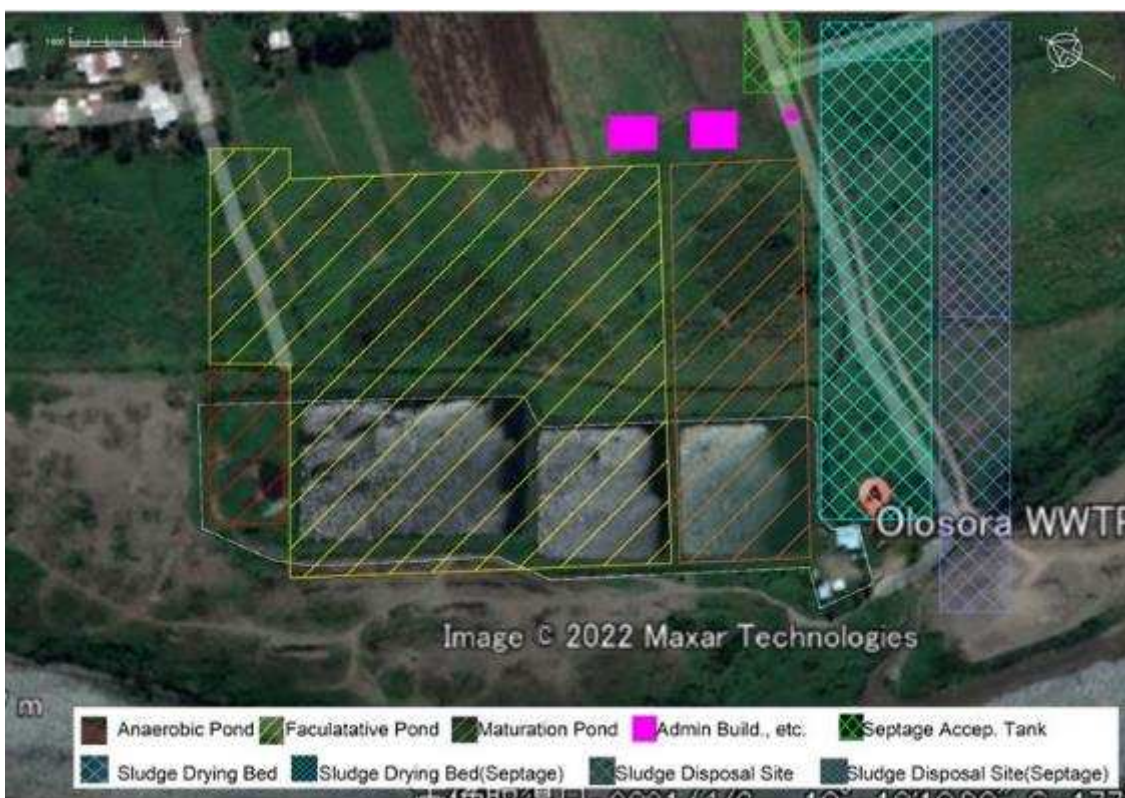 Olosora WWTP
Image © 2022 Maxar Technologies
m
Anaerobic Pond
Faculatative Pond
Maturation Pond
Admin Build., etc.
Septage Accep. Tank
Sludge Drying Bed
Sludge Drying Bed(Septage)
Sludge Disposal Site
Sludge Disposal Site(Septage)